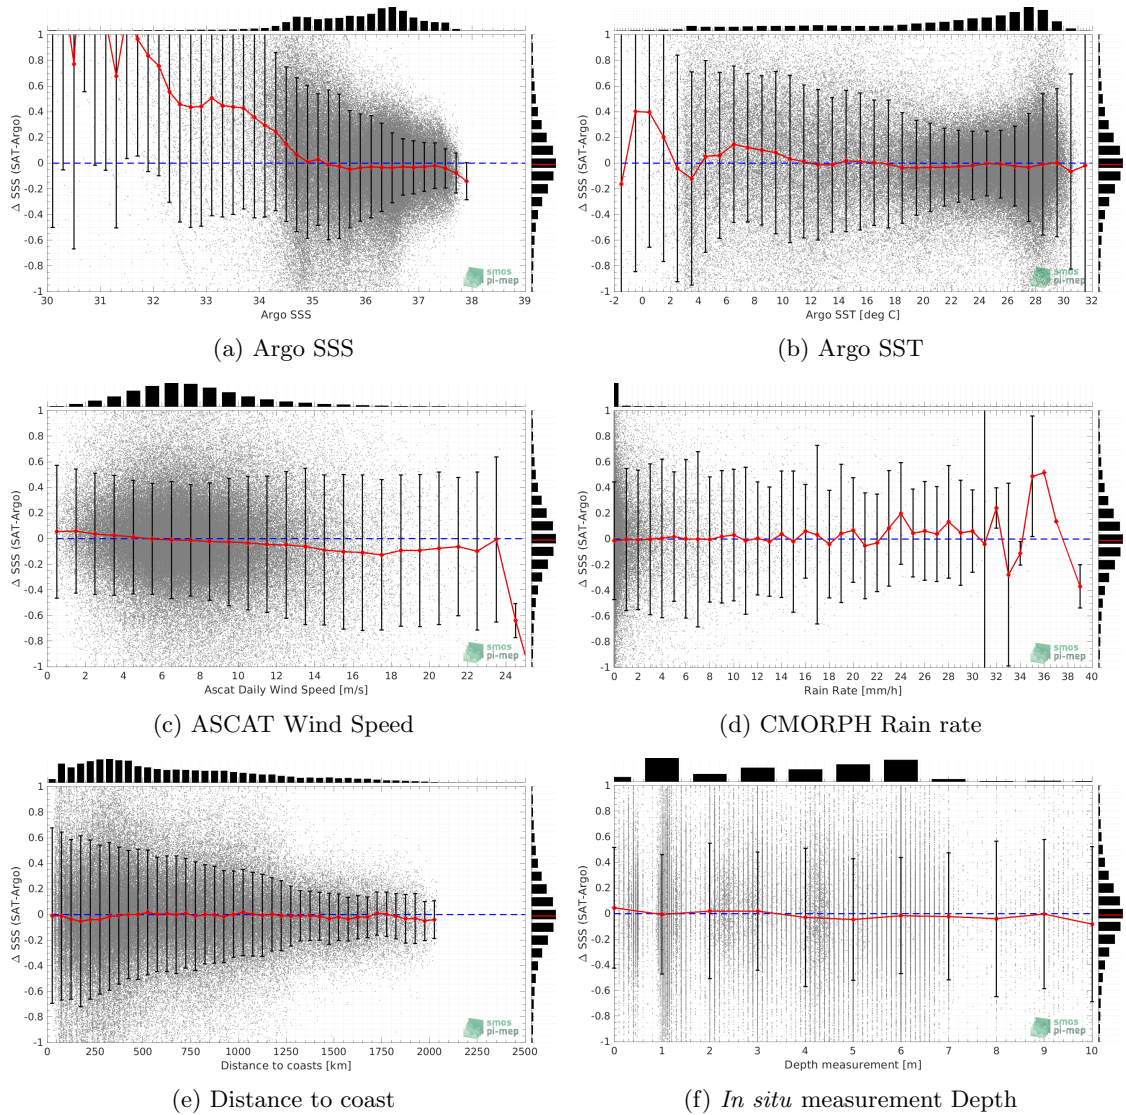 1
0.8
0.6
0.4
0.2
0
-0.2
-0.4
-0.6
-0.8
-1
Δ SSS (SAT-Argo)
30 31 32 33 34 35 36 37 38 39
Argo SSS
smos
pi-mep
(a) Argo SSS
1
0.8
0.6
0.4
0.2
0
-0.2
-0.4
-0.6
-0.8
-1
Δ SSS (SAT-Argo)
-2 0 2 4 6 8 10 12 14 16 18 20 22 24 26 28 30 32
Argo SST [deg C]
smos
pi-mep
(b) Argo SST
1
0.8
0.6
0.4
0.2
0
-0.2
-0.4
-0.6
-0.8
-1
Δ SSS (SAT-Argo)
0 2 4 6 8 10 12 14 16 18 20 22 24
Ascat Daily Wind Speed [m/s]
smos
pi-mep
(c) ASCAT Wind Speed
1
0.8
0.6
0.4
0.2
0
-0.2
-0.4
-0.6
-0.8
-1
Δ SSS (SAT-Argo)
0 2 4 6 8 10 12 14 16 18 20 22 24 26 28 30 32 34 36 38 40
Rain Rate [mm/h]
smos
pi-mep
(d) CMORPH Rain rate
1
0.8
0.6
0.4
0.2
0
-0.2
-0.4
-0.6
-0.8
-1
Δ SSS (SAT-Argo)
0 250 500 750 1000 1250 1500 1750 2000 2250 2500
Distance to coasts [km]
smos
pi-mep
(e) Distance to coast
1
0.8
0.6
0.4
0.2
0
-0.2
-0.4
-0.6
-0.8
-1
Δ SSS (SAT-Argo)
0 1 2 3 4 5 6 7 8 9 10
Depth measurement [m]
smos
pi-mep
(f) In situ measurement Depth